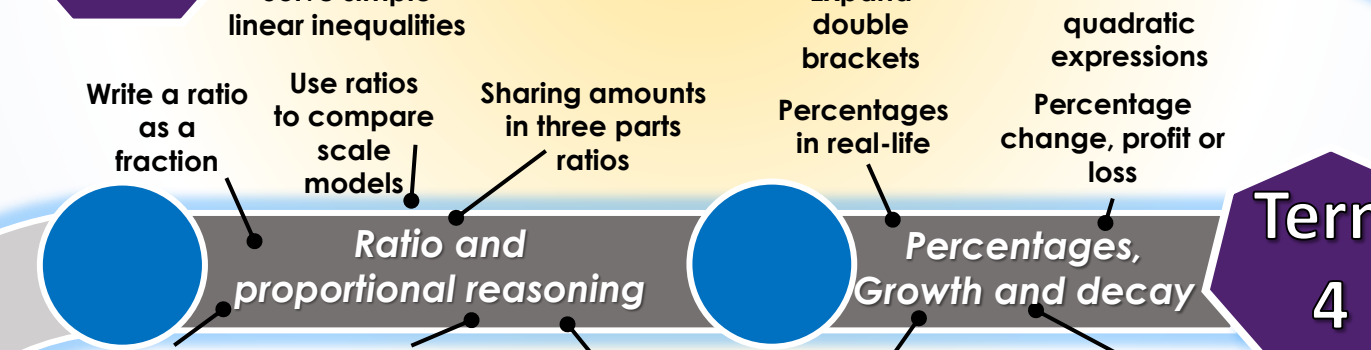 linear inequalities
double
brackets
quadratic
expressions
Write a ratio
as a
fraction
Use ratios
to compare
scale
models
Sharing amounts
in three parts
ratios
Percentages
in real-life
Percentage
change, profit or
loss
Ratio and
proportional reasoning
Percentages,
Growth and decay
4